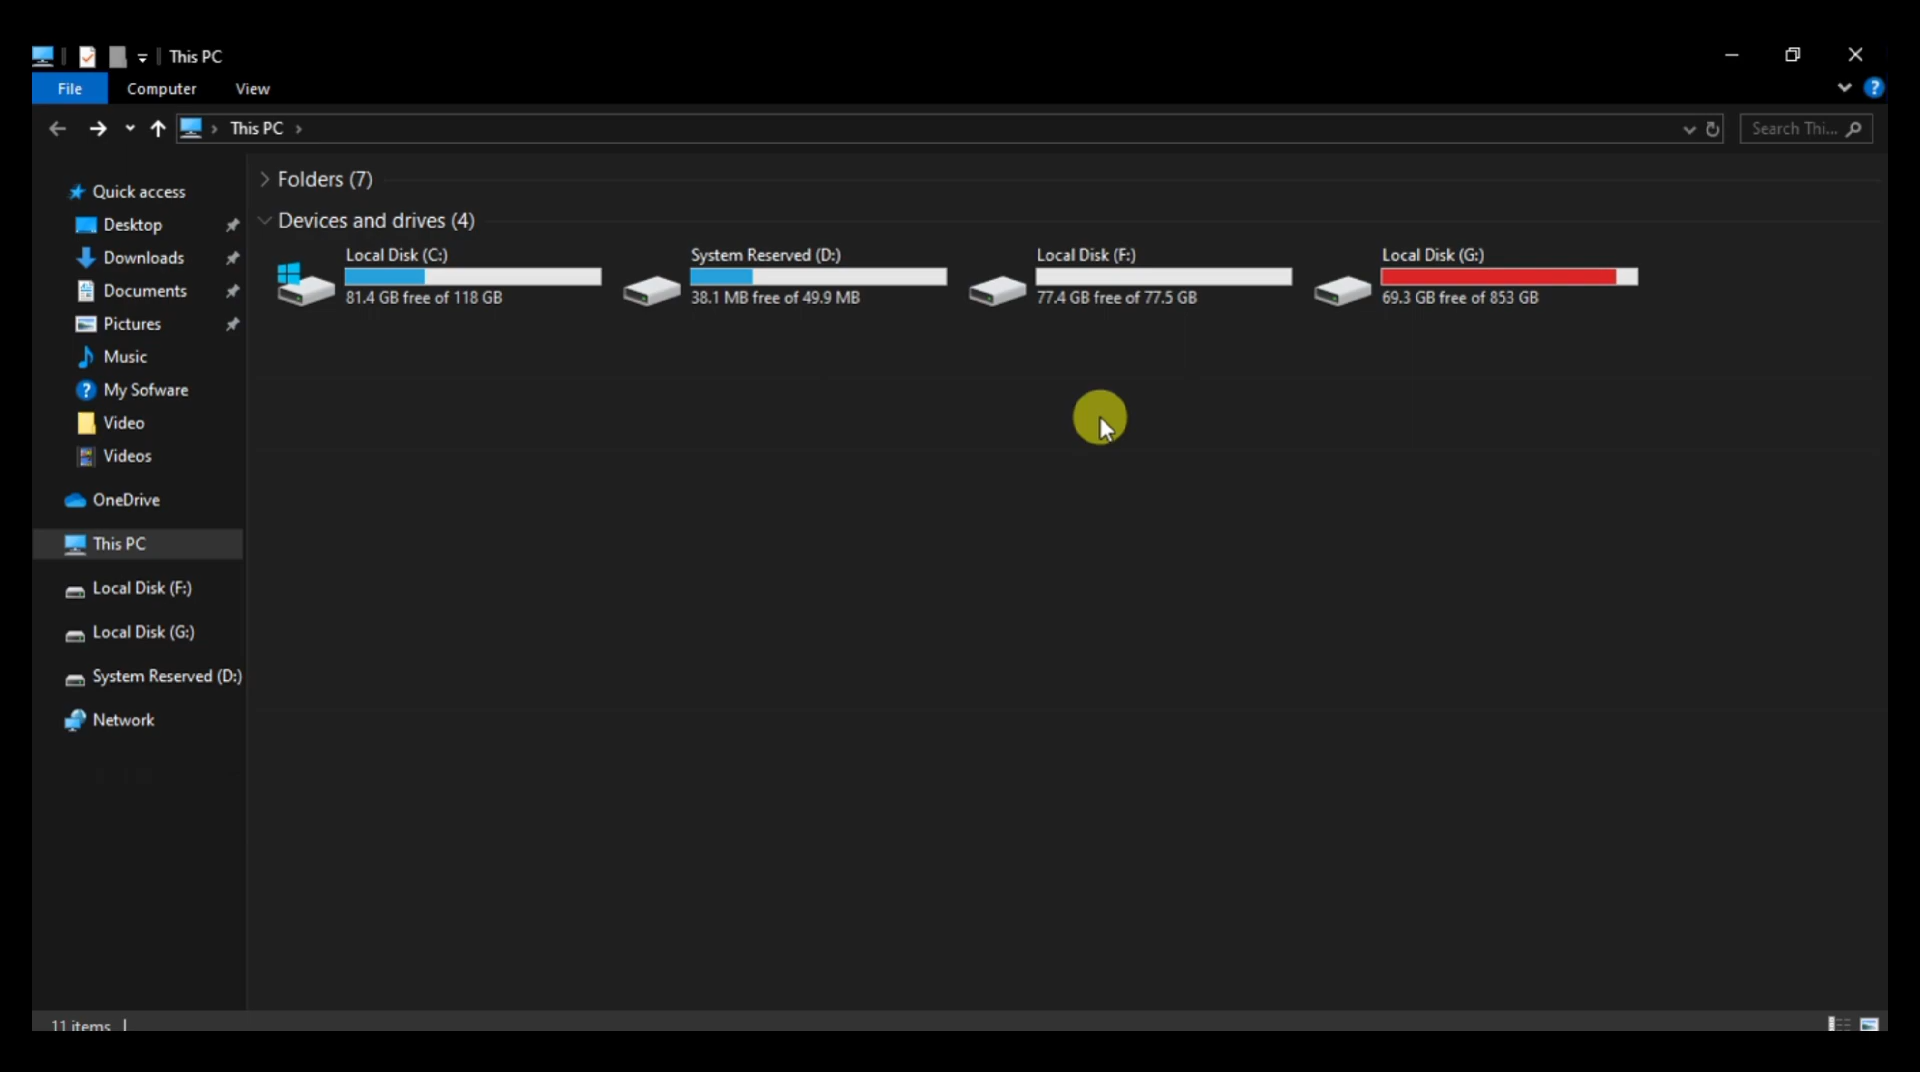 This PC
File Computer View
This PC
Search Thi...
Quick access
Desktop
Downloads
Documents
Pictures
Music
My Sofware
Video
Videos
OneDrive
This PC
Local Disk (F:)
Local Disk (G:)
System Reserved (D:)
Network
Folders (7)
Devices and drives (4)
Local Disk (C:)
81.4 GB free of 118 GB
System Reserved (D:)
38.1 MB free of 49.9 MB
Local Disk (F:)
77.4 GB free of 77.5 GB
Local Disk (G:)
69.3 GB free of 853 GB
11 items